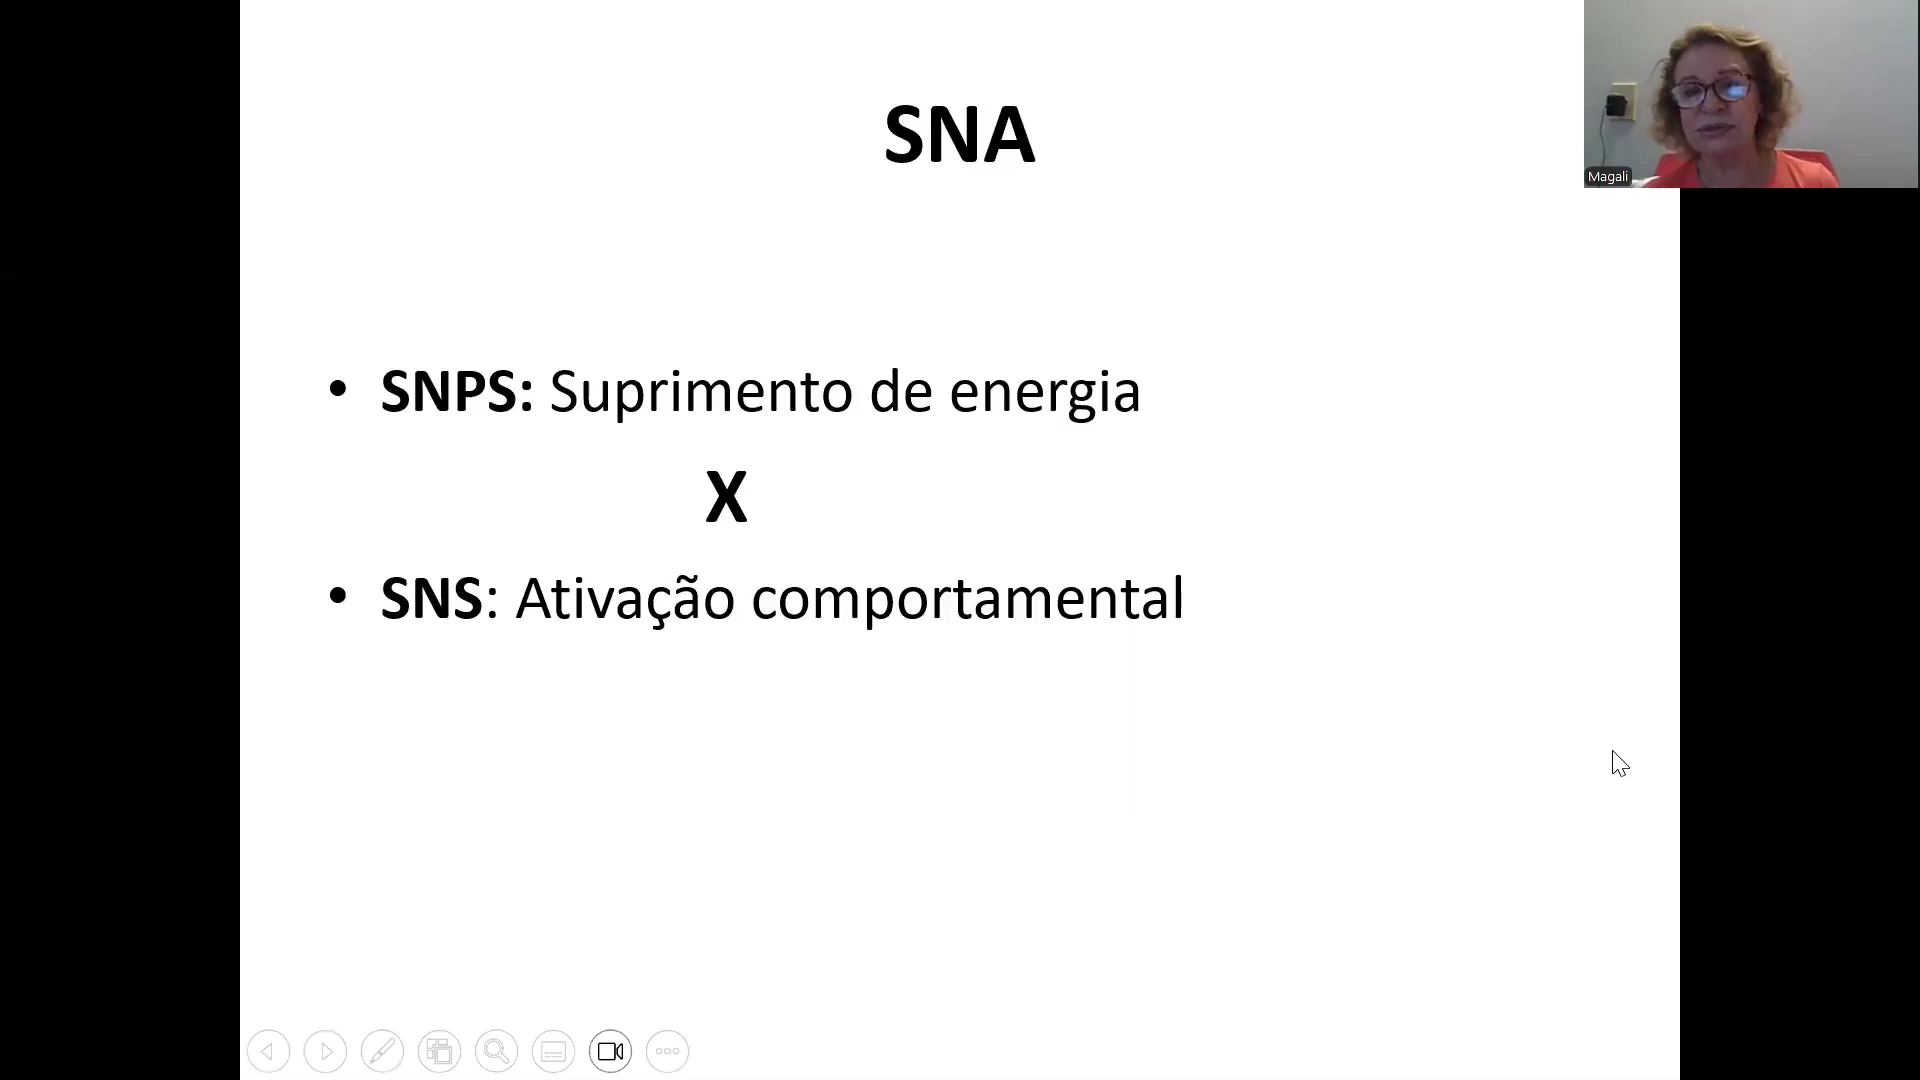 SNA
Magali
• SNPS: Suprimento de energia
X
• SNS: Ativação comportamental